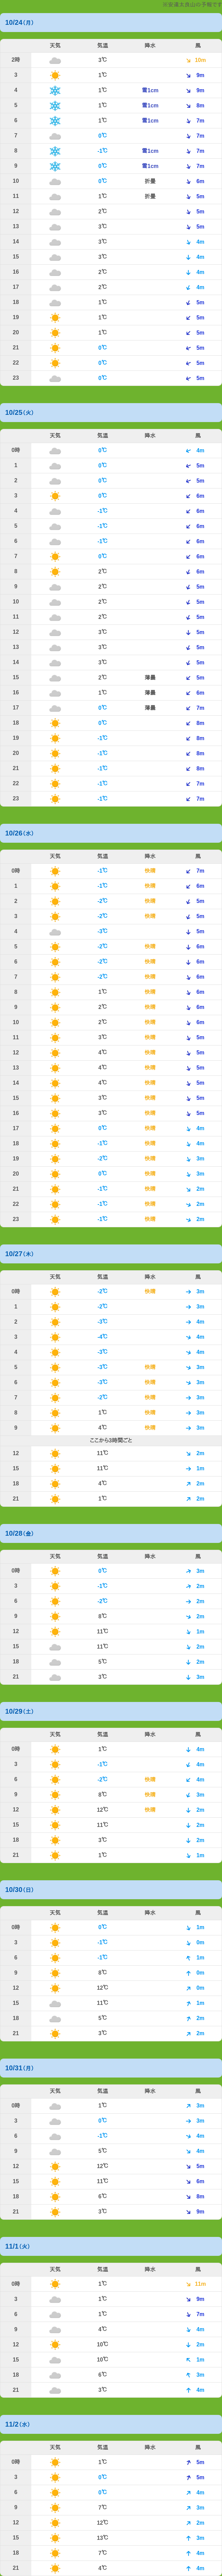 ※後還大坐山の予報です
10/24(月)
天気 気温 降水 風
2時 3℃ 10m
3 1℃ 9m
4 1℃ 雪1cm 9m
5 1℃ 雪1cm 8m
6 1℃ 雪1cm 7m
7 0℃ 7m
8 -1℃ 雪1cm 7m
9 0℃ 雪1cm 7m
10 0℃ 折曇 6m
11 1℃ 折曇 5m
12 2℃ 5m
13 3℃ 5m
14 3℃ 4m
15 3℃ 4m
16 2℃ 4m
17 2℃ 4m
18 1℃ 5m
19 1℃ 5m
20 1℃ 5m
21 0℃ 5m
22 0℃ 5m
23 0℃ 5m
10/25(火)
天気 気温 降水 風
0時 0℃ 4m
1 0℃ 5m
2 0℃ 5m
3 0℃ 6m
4 -1℃ 6m
5 -1℃ 6m
6 -1℃ 6m
7 0℃ 6m
8 2℃ 6m
9 2℃ 5m
10 2℃ 5m
11 2℃ 5m
12 3℃ 5m
13 3℃ 5m
14 3℃ 5m
15 2℃ 薄曇 5m
16 1℃ 薄曇 6m
17 0℃ 薄曇 7m
18 0℃ 8m
19 -1℃ 8m
20 -1℃ 8m
21 -1℃ 8m
22 -1℃ 7m
23 -1℃ 7m
10/26(水)
天気 気温 降水 風
0時 -1℃ 快晴 7m
1 -1℃ 快晴 6m
2 -2℃ 快晴 5m
3 -2℃ 快晴 5m
4 -3℃ 5m
5 -2℃ 快晴 6m
6 -2℃ 快晴 6m
7 -2℃ 快晴 6m
8 1℃ 快晴 6m
9 2℃ 快晴 6m
10 2℃ 快晴 6m
11 3℃ 快晴 5m
12 4℃ 快晴 5m
13 4℃ 快晴 5m
14 4℃ 快晴 5m
15 3℃ 快晴 5m
16 3℃ 快晴 5m
17 0℃ 快晴 4m
18 -1℃ 快晴 4m
19 -2℃ 快晴 3m
20 0℃ 快晴 3m
21 -1℃ 快晴 2m
22 -1℃ 快晴 2m
23 -1℃ 快晴 2m
10/27(木)
天気 気温 降水 風
0時 -2℃ 快晴 3m
1 -2℃ 3m
2 -3℃ 4m
3 -4℃ 4m
4 -3℃ 4m
5 -3℃ 快晴 3m
6 -3℃ 快晴 3m
7 -2℃ 快晴 3m
8 1℃ 快晴 3m
9 4℃ 快晴 3m
ここから3時間ごと
12 11℃ 2m
15 11℃ 1m
18 4℃ 2m
21 1℃ 2m
10/28(金)
天気 気温 降水 風
0時 0℃ 3m
3 -1℃ 2m
6 -2℃ 2m
9 8℃ 2m
12 11℃ 1m
15 11℃ 2m
18 5℃ 2m
21 3℃ 3m
10/29(土)
天気 気温 降水 風
0時 1℃ 4m
3 -1℃ 4m
6 -2℃ 快晴 4m
9 8℃ 快晴 3m
12 12℃ 快晴 2m
15 11℃ 2m
18 3℃ 2m
21 1℃ 1m
10/30(日)
天気 気温 降水 風
0時 0℃ 1m
3 -1℃ 0m
6 -1℃ 1m
9 8℃ 0m
12 12℃ 0m
15 11℃ 1m
18 5℃ 2m
21 3℃ 2m
10/31(月)
天気 気温 降水 風
0時 1℃ 3m
3 0℃ 3m
6 -1℃ 4m
9 5℃ 4m
12 12℃ 5m
15 11℃ 6m
18 6℃ 8m
21 3℃ 9m
11/1(火)
天気 気温 降水 風
0時 1℃ 11m
3 1℃ 9m
6 1℃ 7m
9 4℃ 4m
12 10℃ 2m
15 10℃ 1m
18 6℃ 3m
21 3℃ 4m
11/2(水)
天気 気温 降水 風
0時 1℃ 5m
3 0℃ 5m
6 0℃ 4m
9 7℃ 3m
12 12℃ 2m
15 13℃ 3m
18 7℃ 4m
21 4℃ 4m